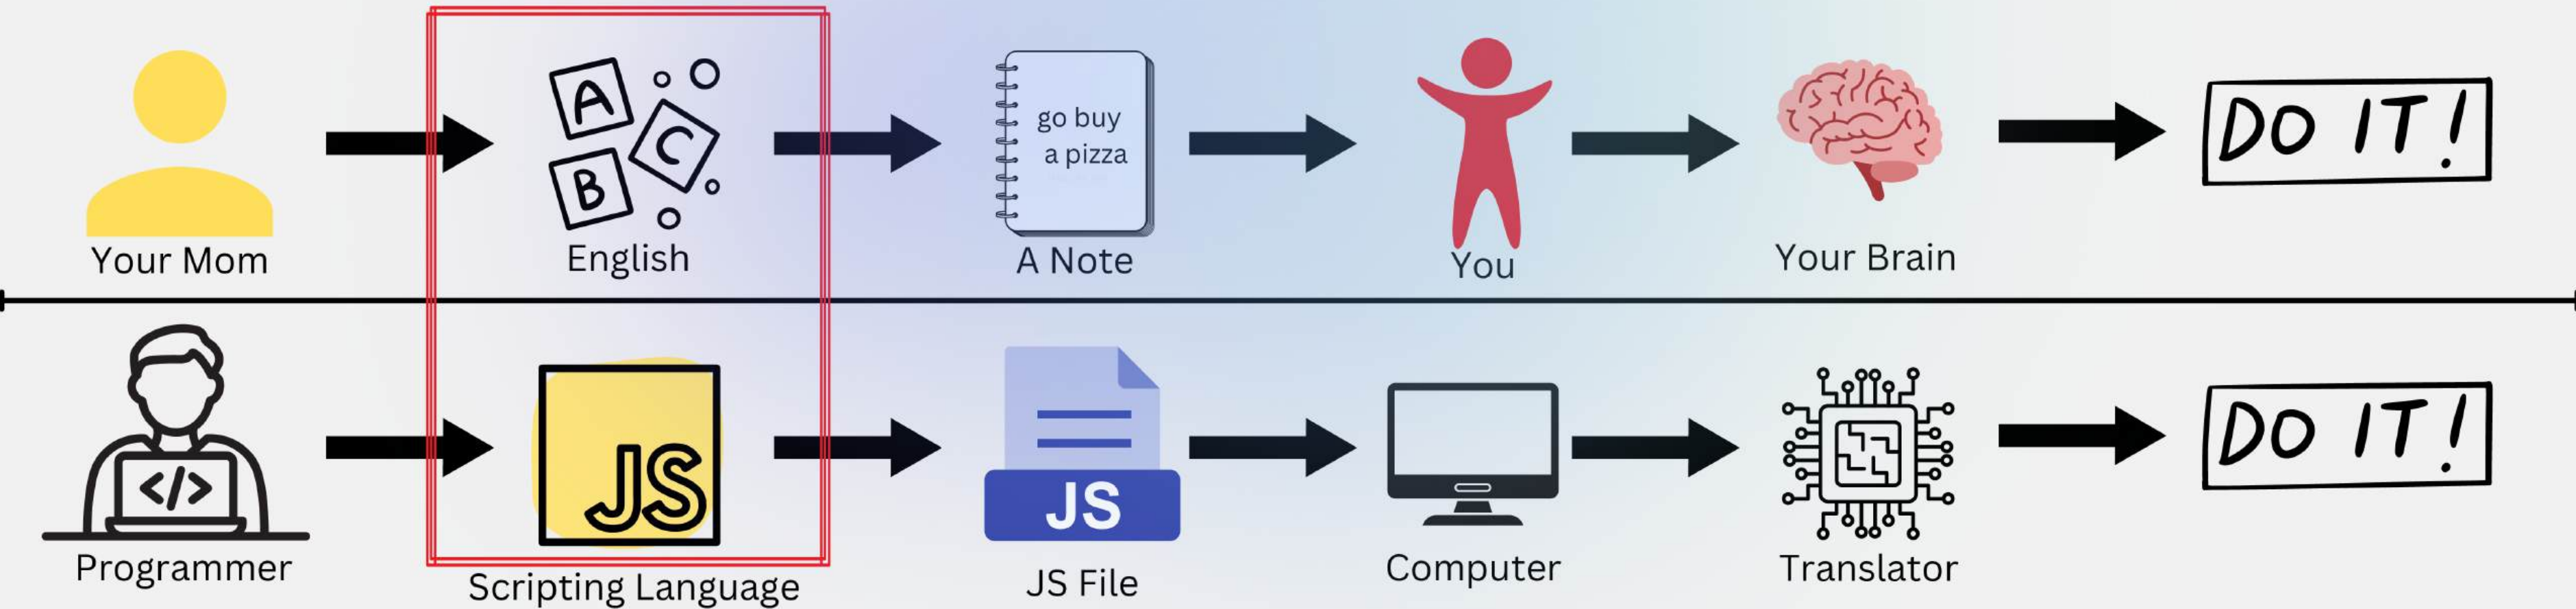 A
C
B
go buy
a pizza
DO IT!
Your Mom
English
A Note
You
Your Brain
</>
JS
JS
DO IT!
Programmer
Scripting Language
JS File
Computer
Translator